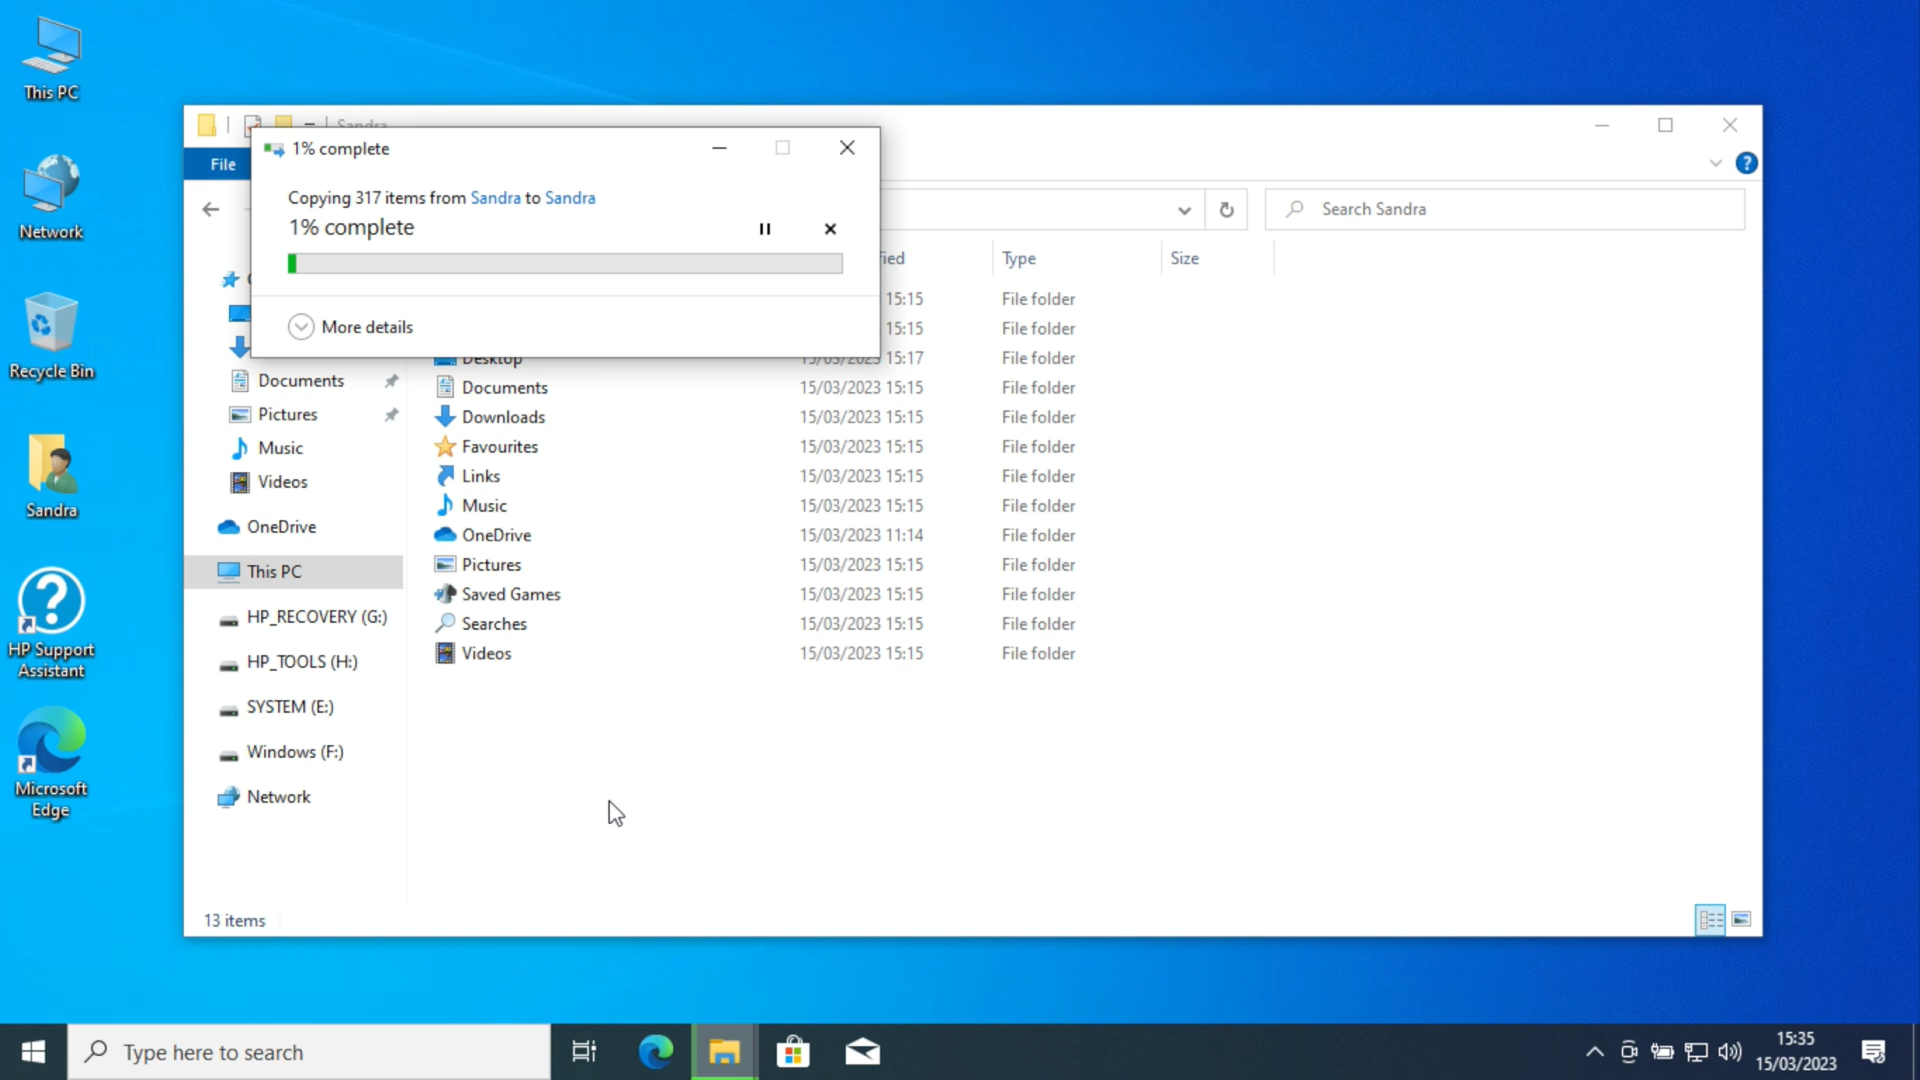 This PC
Network
Recycle Bin
Sandra
HP Support
Assistant
Microsoft
Edge
Sandra
File
1% complete
Copying 317 items from Sandra to Sandra
1% complete
More details
Search Sandra
Type
Size
15:15
File folder
15:15
File folder
Desktop
15/03/2023 15:17
File folder
Documents
15/03/2023 15:15
File folder
Downloads
15/03/2023 15:15
File folder
Favourites
15/03/2023 15:15
File folder
Links
15/03/2023 15:15
File folder
Music
15/03/2023 15:15
File folder
OneDrive
15/03/2023 11:14
File folder
Pictures
15/03/2023 15:15
File folder
Saved Games
15/03/2023 15:15
File folder
Searches
15/03/2023 15:15
File folder
Videos
15/03/2023 15:15
File folder
Documents
Pictures
Music
Videos
OneDrive
This PC
HP_RECOVERY (G:)
HP_TOOLS (H:)
SYSTEM (E:)
Windows (F:)
Network
13 items
Type here to search
15:35
15/03/2023